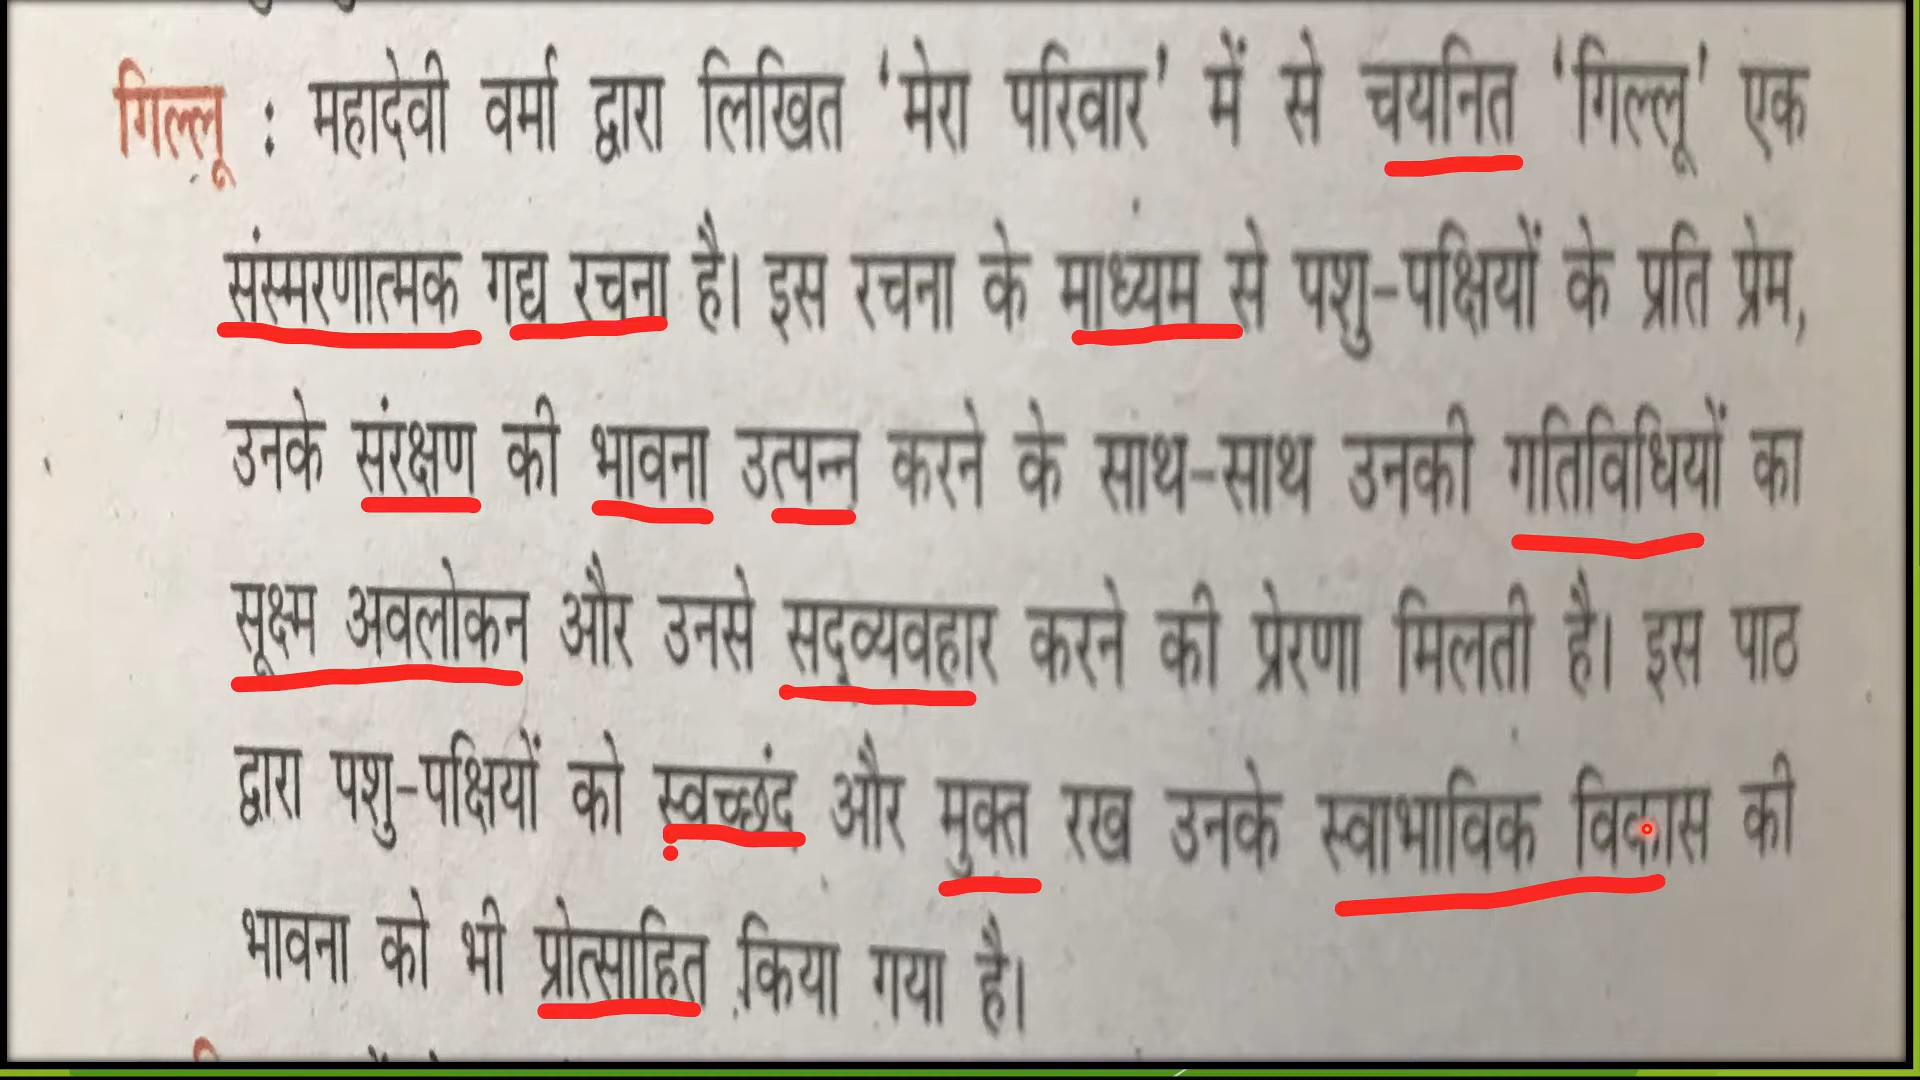 गिल्लू : महादेवी वर्मा द्वारा लिखित ‘मेरा परिवार’ में से चयनित ‘गिल्लू’ एक
संस्मरणात्मक गद्य रचना है। इस रचना के माध्यम से पशु-पक्षियों के प्रति प्रेम,
उनके संरक्षण की भावना उत्पन्न करने के साथ-साथ उनकी गतिविधियों का
सूक्ष्म अवलोकन और उनसे सद्व्यवहार करने की प्रेरणा मिलती है। इस पाठ
द्वारा पशु-पक्षियों को स्वच्छंद और मुक्त रख उनके स्वाभाविक विकास की
भावना को भी प्रोत्साहित किया गया है।